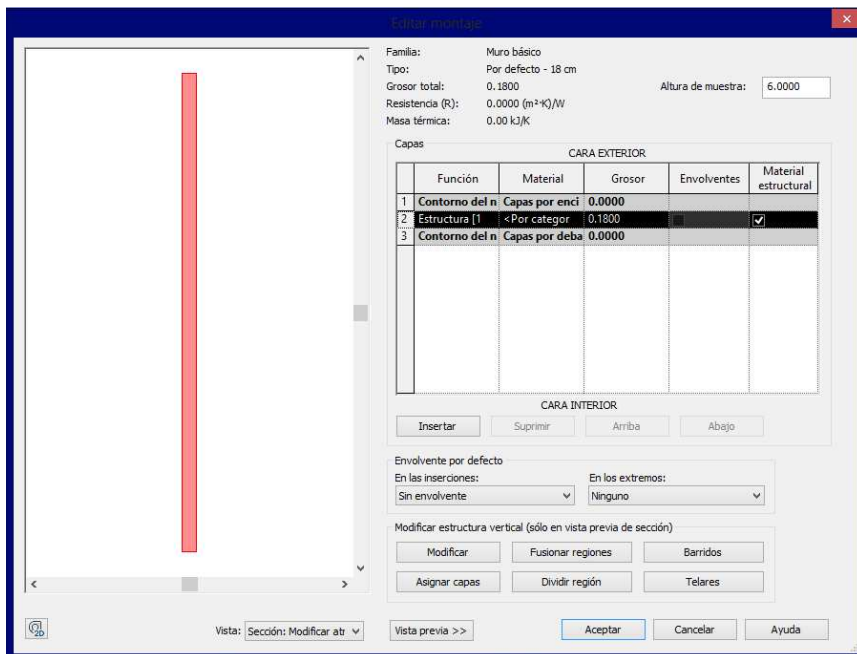 Editar montaje
Familia: Muro básico
Tipo: Por defecto - 18 cm
Grosor total: 0.1800 Altura de muestra: 6.0000
Resistencia (R): 0.0000 (m²·K)/W
Masa térmica: 0.00 kJ/K
Capas
CARA EXTERIOR
Función Material Grosor Envolventes Material estructural
1 Contorno del n Capas por enci 0.0000
2 Estructura [1 <Por categor 0.1800
3 Contorno del n Capas por deba 0.0000
CARA INTERIOR
Insertar Suprimir Arriba Abajo
Envolvente por defecto
En las inserciones: En los extremos:
Sin envolvente Ninguno
Modificar estructura vertical (sólo en vista previa de sección)
Modificar Fusionar regiones Barridos
Asignar capas Dividir región Telares
2D Vista: Sección: Modificar atr Vista previa >> Aceptar Cancelar Ayuda